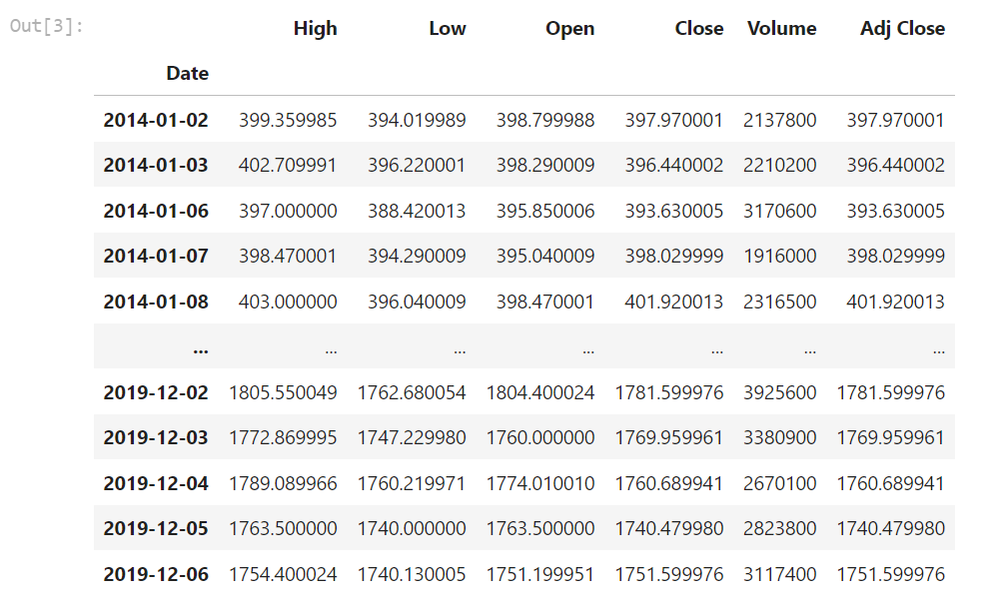 Out[3]:
High Low Open Close Volume Adj Close
Date
2014-01-02 399.359985 394.019989 398.799988 397.970001 2137800 397.970001
2014-01-03 402.709991 396.220001 398.290009 396.440002 2210200 396.440002
2014-01-06 397.000000 388.420013 395.850006 393.630005 3170600 393.630005
2014-01-07 398.470001 394.290009 395.040009 398.029999 1916000 398.029999
2014-01-08 403.000000 396.040009 398.470001 401.920013 2316500 401.920013
... ... ... ... ... ... ...
2019-12-02 1805.550049 1762.680054 1804.400024 1781.599976 3925600 1781.599976
2019-12-03 1772.869995 1747.229980 1760.000000 1769.959961 3380900 1769.959961
2019-12-04 1789.089966 1760.219971 1774.010010 1760.689941 2670100 1760.689941
2019-12-05 1763.500000 1740.000000 1763.500000 1740.479980 2823800 1740.479980
2019-12-06 1754.400024 1740.130005 1751.199951 1751.599976 3117400 1751.599976